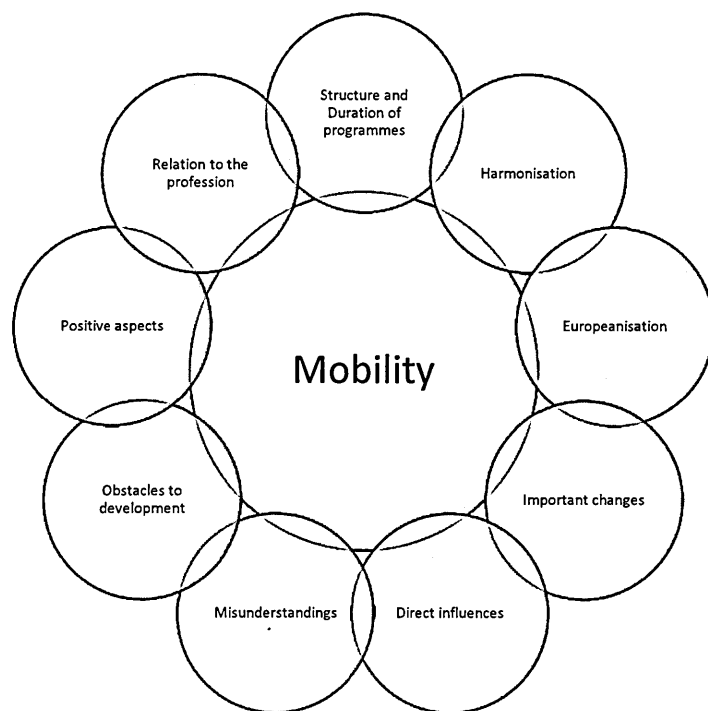 Structure and
Duration of
programmes
Relation to the
profession
Harmonisation
Positive aspects
Europeanisation
Mobility
Obstacles to
development
Important changes
Misunderstandings
Direct influences